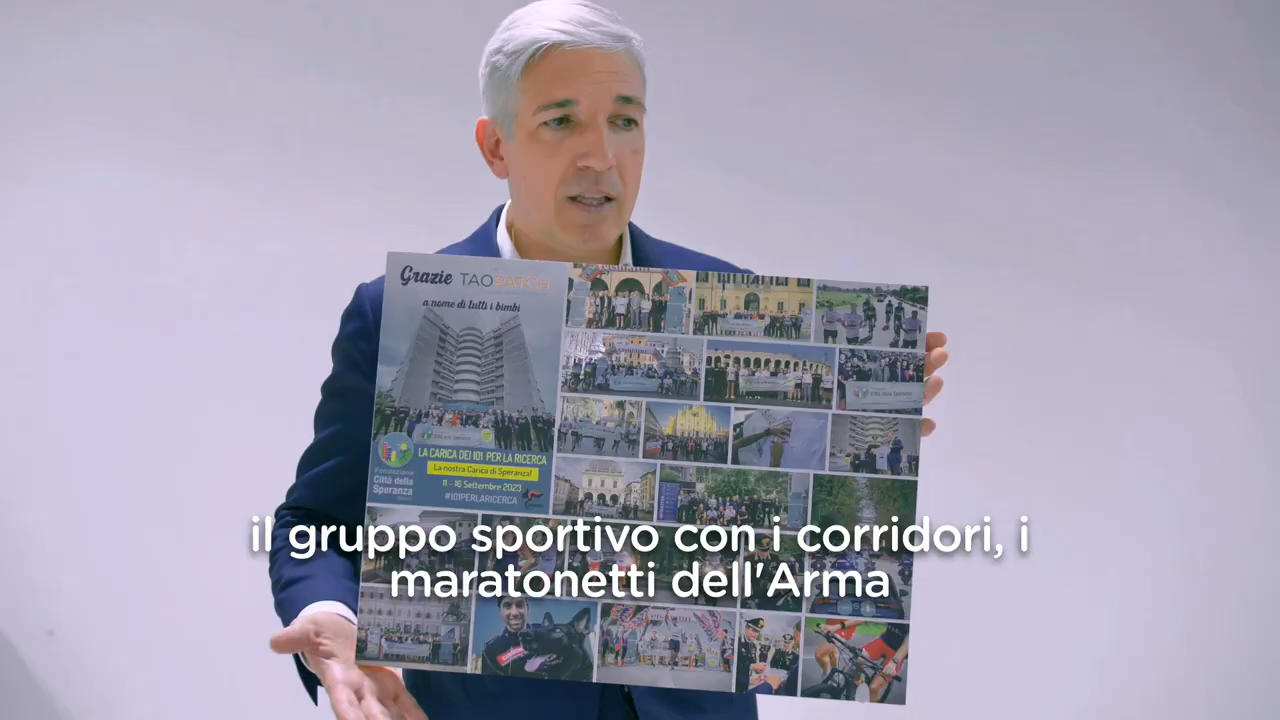 Grazie TAOPATCH
a nome di tutti i bimbi
LA CARICA DEI 101 PER LA RICERCA
La nostra Carica di Speranza!
11 - 16 Settembre 2023
#101PERLARICERCA
Fondazione
Città della
Speranza
il gruppo sportivo con i corridori, i
maratonetti dell'Arma